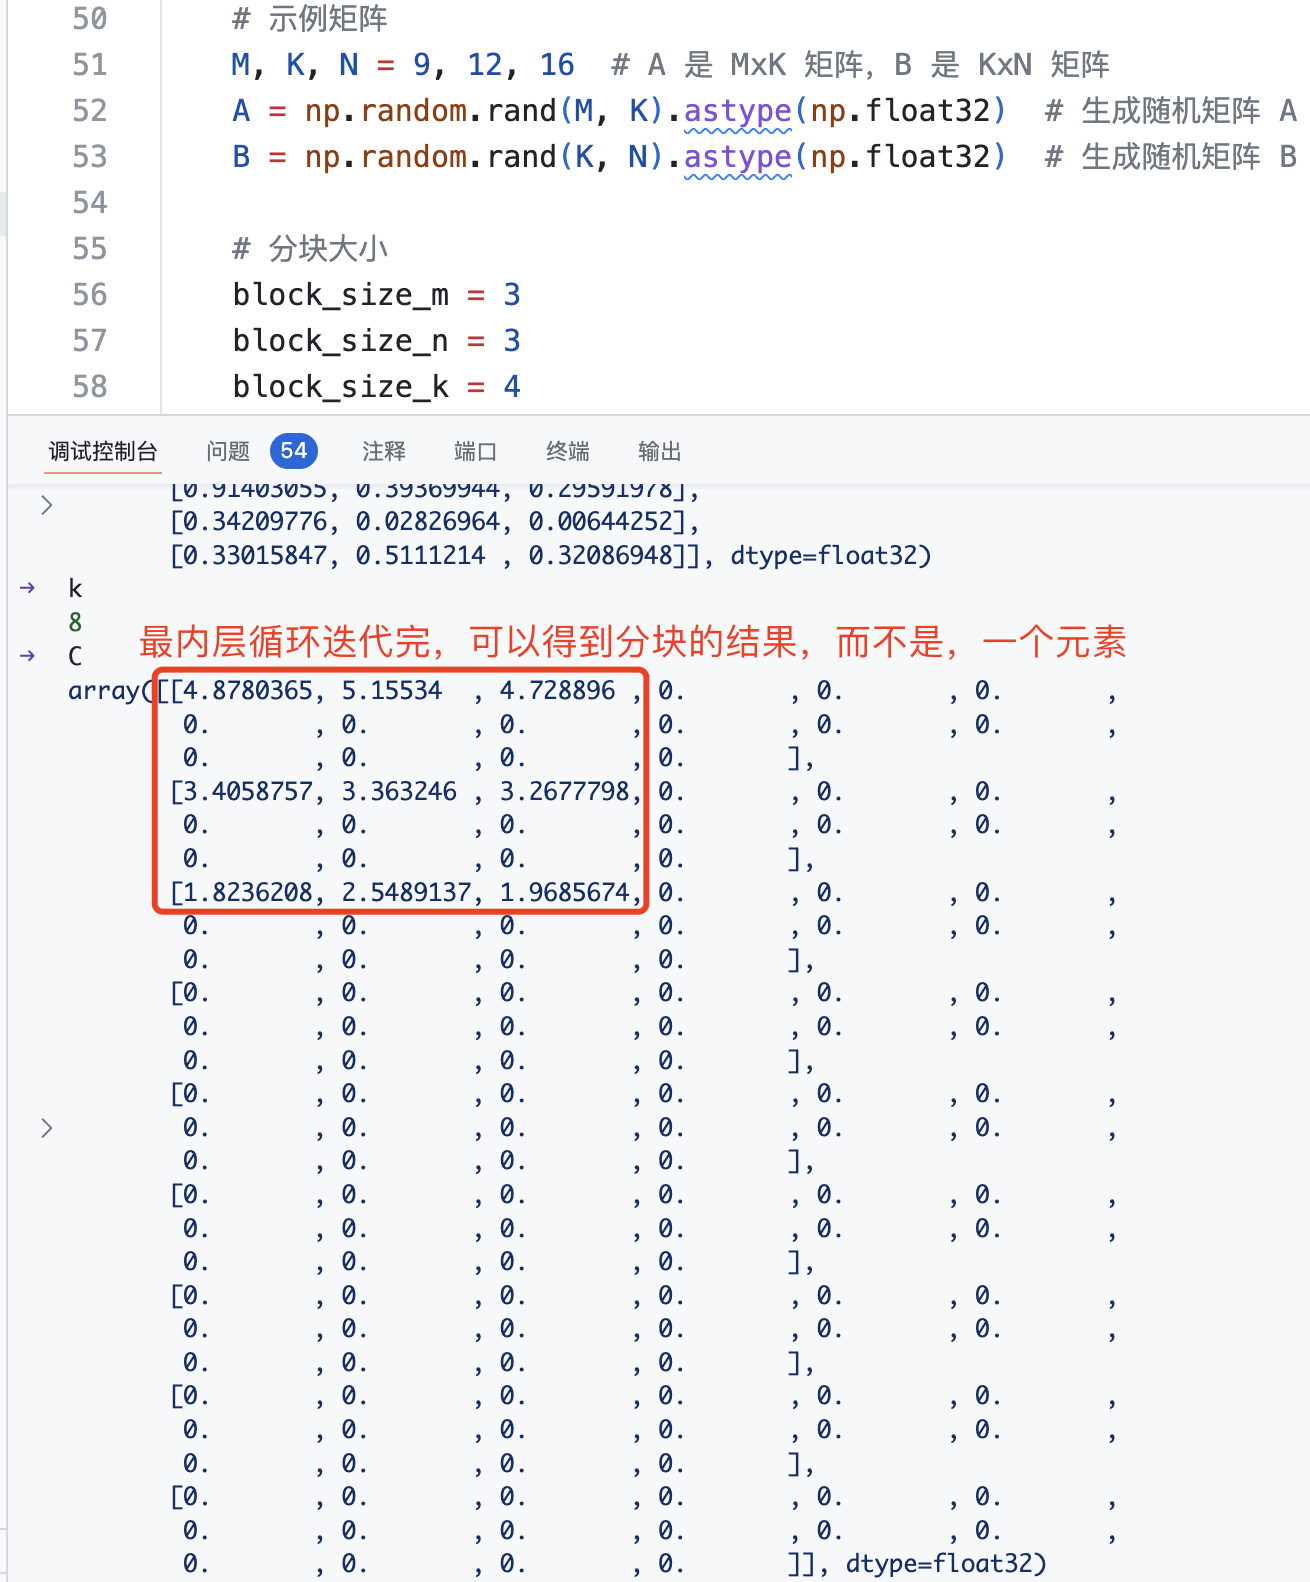 50 # 示例矩阵
51 M, K, N = 9, 12, 16 # A 是 MxK 矩阵，B 是 KxN 矩阵
52 A = np.random.rand(M, K).astype(np.float32) # 生成随机矩阵 A
53 B = np.random.rand(K, N).astype(np.float32) # 生成随机矩阵 B
54
55 # 分块大小
56 block_size_m = 3
57 block_size_n = 3
58 block_size_k = 4
调试控制台 问题 54 注释 端口 终端 输出
[0.91403055, 0.39369944, 0.29591978],
[0.34209776, 0.02826964, 0.00644252],
[0.33015847, 0.5111214 , 0.32086948]], dtype=float32)
→ k
8
最内层循环迭代完，可以得到分块的结果，而不是，一个元素
→ C
array([[4.8780365, 5.15534  , 4.728896 , 0.       , 0.       , 0.       ,
0.       , 0.       , 0.       , 0.       , 0.       , 0.       ,
0.       , 0.       , 0.       , 0.       ],
[3.4058757, 3.363246 , 3.2677798, 0.       , 0.       , 0.       ,
0.       , 0.       , 0.       , 0.       , 0.       , 0.       ,
0.       , 0.       , 0.       , 0.       ],
[1.8236208, 2.5489137, 1.9685674, 0.       , 0.       , 0.       ,
0.       , 0.       , 0.       , 0.       , 0.       , 0.       ,
0.       , 0.       , 0.       , 0.       ],
[0.       , 0.       , 0.       , 0.       , 0.       , 0.       ,
0.       , 0.       , 0.       , 0.       , 0.       , 0.       ,
0.       , 0.       , 0.       , 0.       ],
[0.       , 0.       , 0.       , 0.       , 0.       , 0.       ,
0.       , 0.       , 0.       , 0.       , 0.       , 0.       ,
0.       , 0.       , 0.       , 0.       ],
[0.       , 0.       , 0.       , 0.       , 0.       , 0.       ,
0.       , 0.       , 0.       , 0.       , 0.       , 0.       ,
0.       , 0.       , 0.       , 0.       ],
[0.       , 0.       , 0.       , 0.       , 0.       , 0.       ,
0.       , 0.       , 0.       , 0.       , 0.       , 0.       ,
0.       , 0.       , 0.       , 0.       ],
[0.       , 0.       , 0.       , 0.       , 0.       , 0.       ,
0.       , 0.       , 0.       , 0.       , 0.       , 0.       ,
0.       , 0.       , 0.       , 0.       ],
[0.       , 0.       , 0.       , 0.       , 0.       , 0.       ,
0.       , 0.       , 0.       , 0.       , 0.       , 0.       ,
0.       , 0.       , 0.       , 0.       ]], dtype=float32)